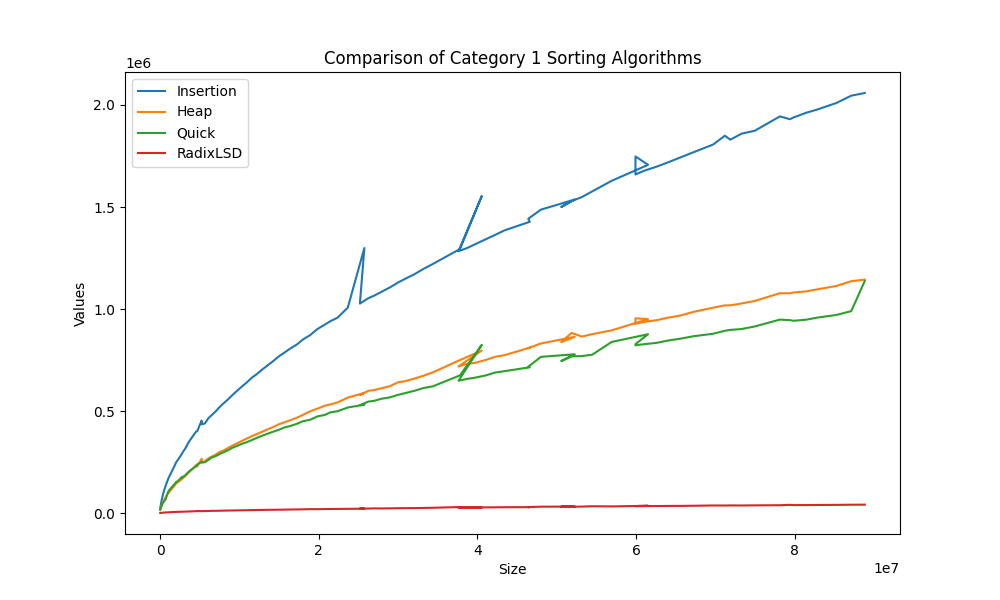 Comparison of Category 1 Sorting Algorithms
1e6
Insertion
Heap
Quick
RadixLSD
Values
2.0
1.5
1.0
0.5
0.0
0 2 4 6 8
Size
1e7